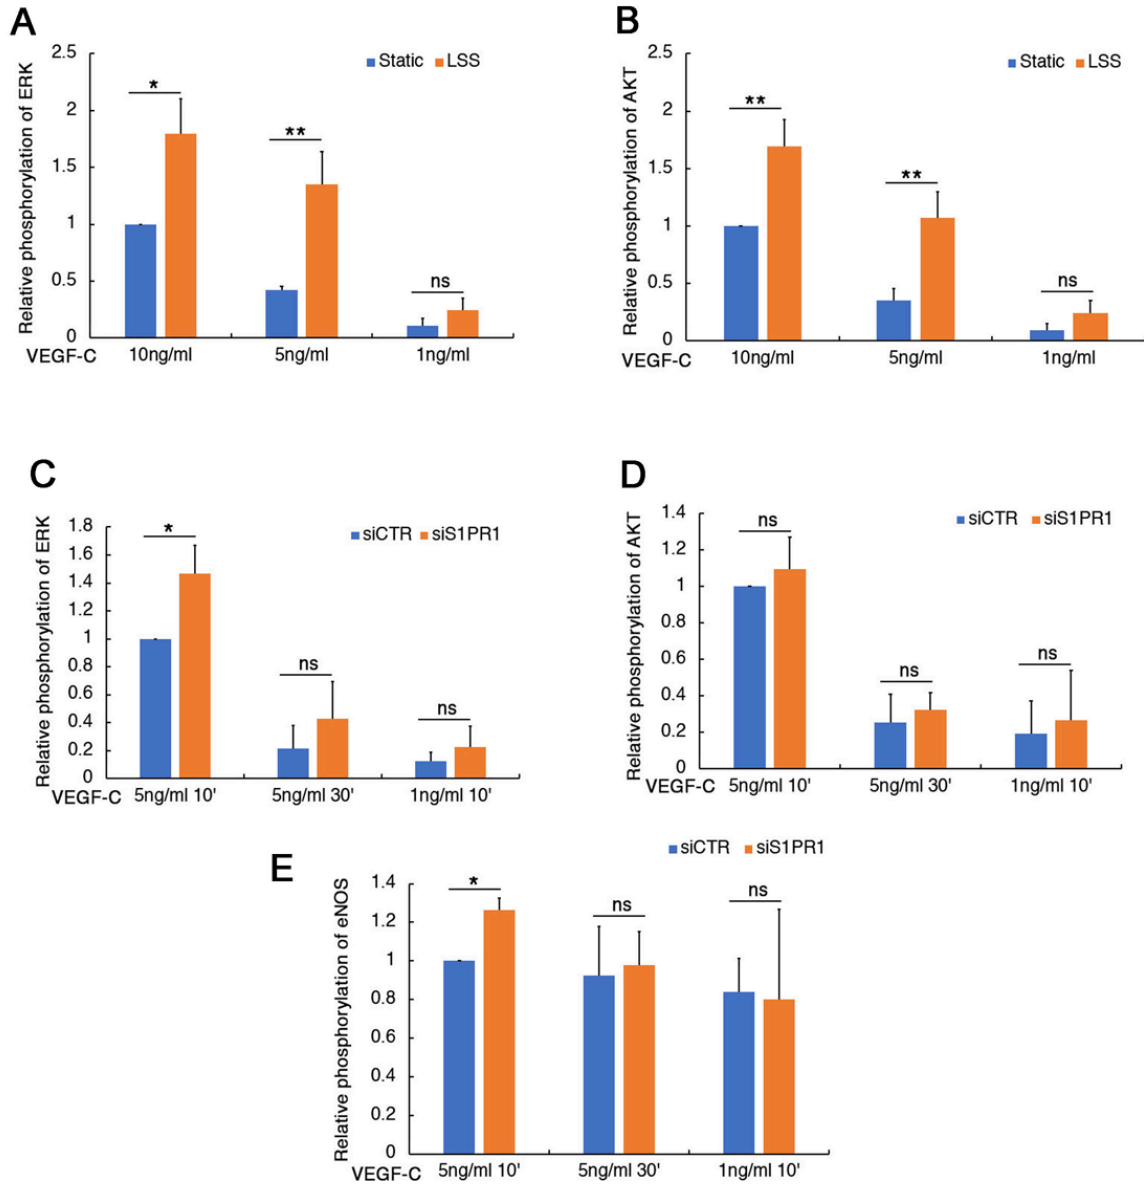 A
Relative phosphorylation of ERK
2.5
2
1.5
1
0.5
0
Static LSS
*
**
ns
VEGF-C 10ng/ml 5ng/ml 1ng/ml
B
Relative phosphorylation of AKT
2.5
2
1.5
1
0.5
0
Static LSS
**
**
ns
VEGF-C 10ng/ml 5ng/ml 1ng/ml
C
Relative phosphorylation of ERK
1.8
1.6
1.4
1.2
1
0.8
0.6
0.4
0.2
0
siCTR siS1PR1
*
ns
ns
VEGF-C 5ng/ml 10' 5ng/ml 30' 1ng/ml 10'
D
Relative phosphorylation of AKT
1.4
1.2
1
0.8
0.6
0.4
0.2
0
siCTR siS1PR1
ns
ns
ns
VEGF-C 5ng/ml 10' 5ng/ml 30' 1ng/ml 10'
E
Relative phosphorylation of eNOS
1.4
1.2
1
0.8
0.6
0.4
0.2
0
siCTR siS1PR1
*
ns
ns
VEGF-C 5ng/ml 10' 5ng/ml 30' 1ng/ml 10'